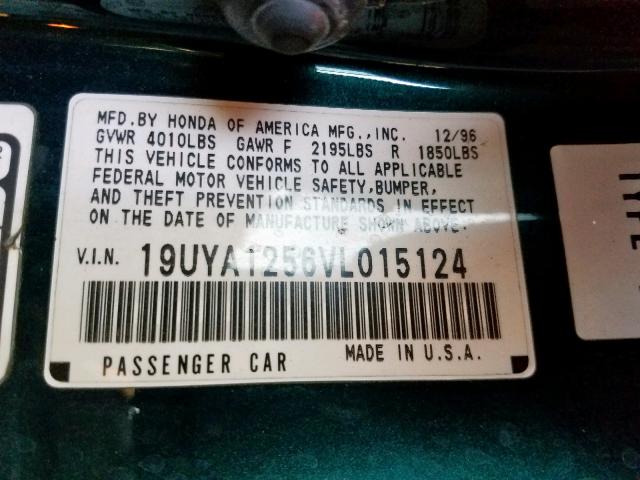 MFD.BY HONDA OF AMERICA MFG.,INC. 12/96
GVWR 4010LBS GAWR F 2195LBS R 1850LBS
THIS VEHICLE CONFORMS TO ALL APPLICABLE
FEDERAL MOTOR VEHICLE SAFETY,BUMPER,
AND THEFT PREVENTION STANDARDS IN EFFECT
ON THE DATE OF MANUFACTURE SHOWN ABOVE.
V.I.N. 19UYA1256VL015124
PASSENGER CAR MADE IN U.S.A.
TYPE